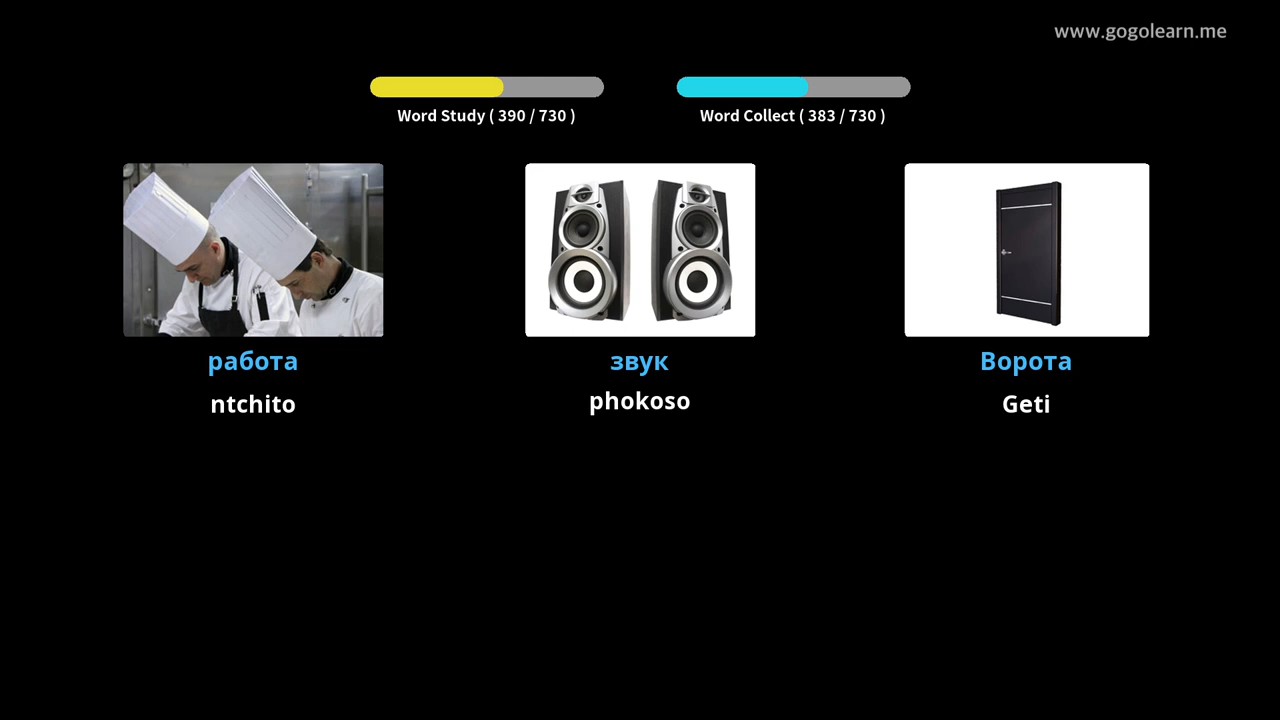 www.gogolearn.me
Word Study ( 390 / 730 )
Word Collect ( 383 / 730 )
работа
звук
Ворота
ntchito
phokoso
Geti